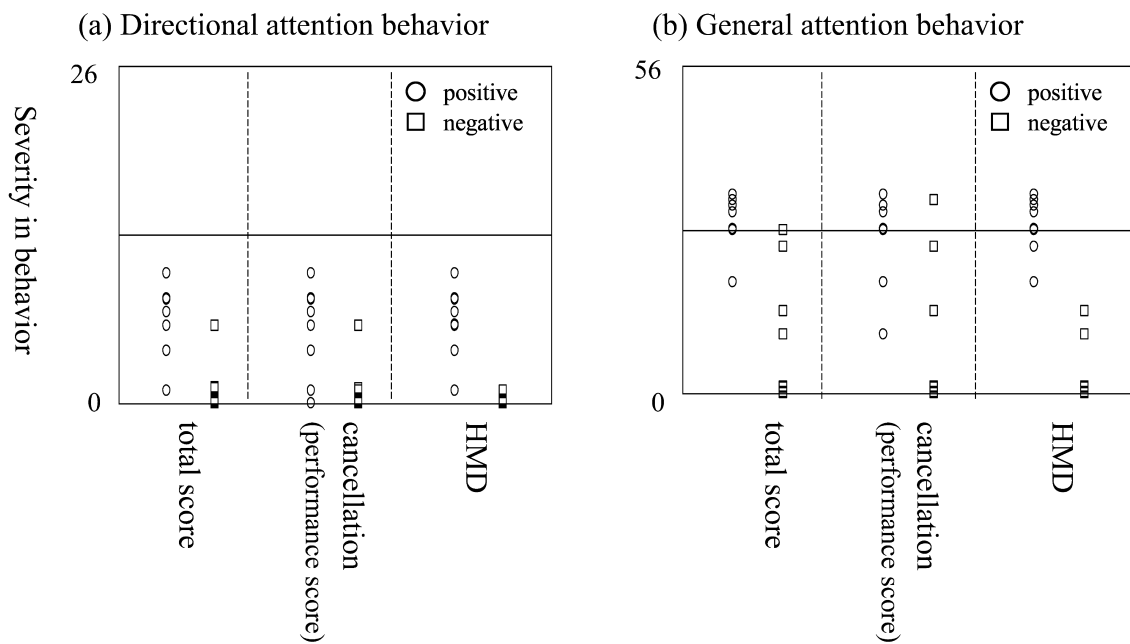 (a) Directional attention behavior
26
positive
negative
Severity in behavior
0
total score
cancellation
(performance score)
HMD
(b) General attention behavior
56
positive
negative
0
total score
cancellation
(performance score)
HMD